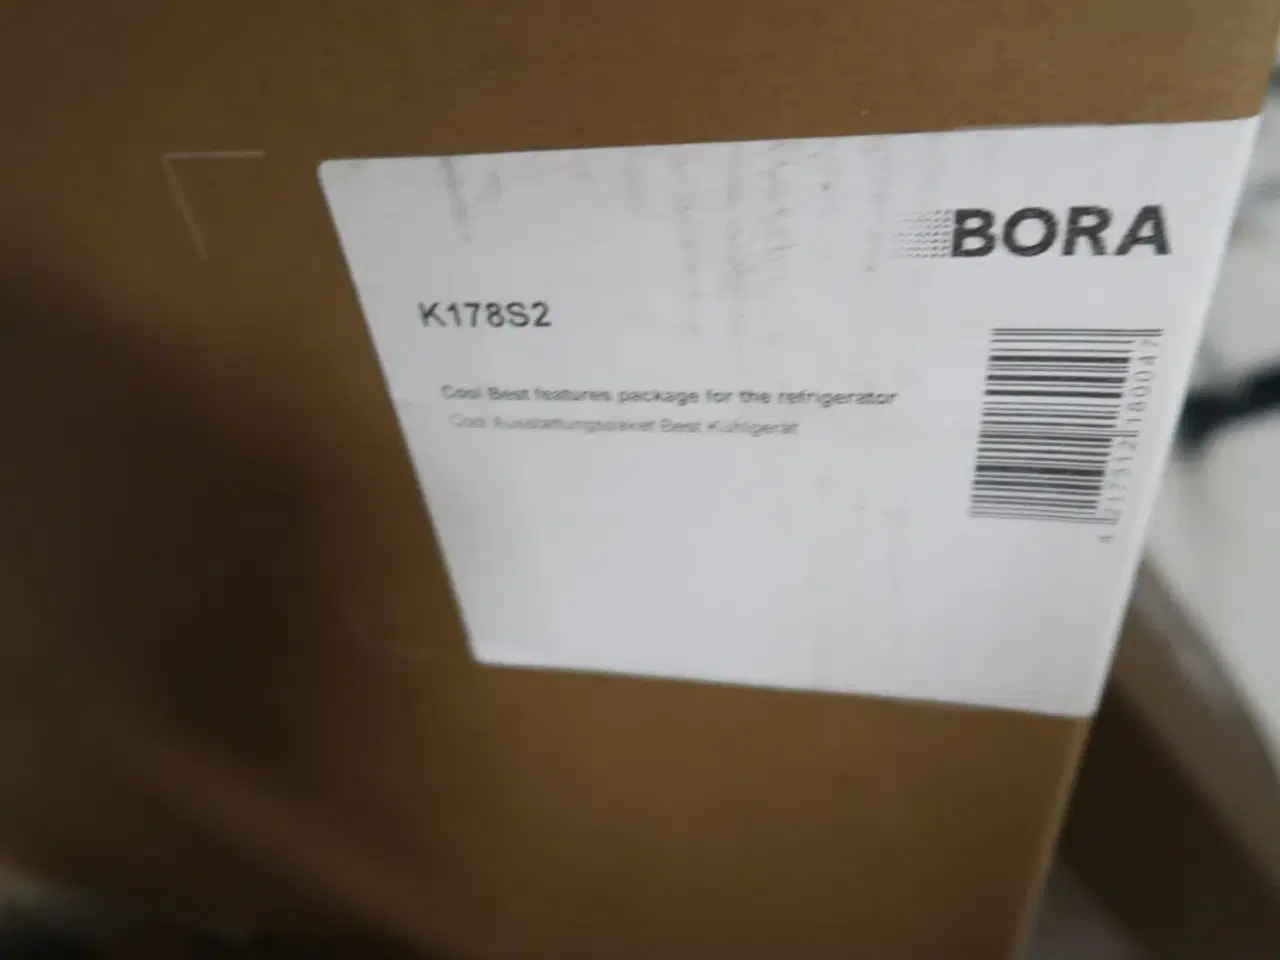 BORA
K178S2
Cool Best features package for the refrigerator
Cool Ausstattungspaket Best Kühlgerät